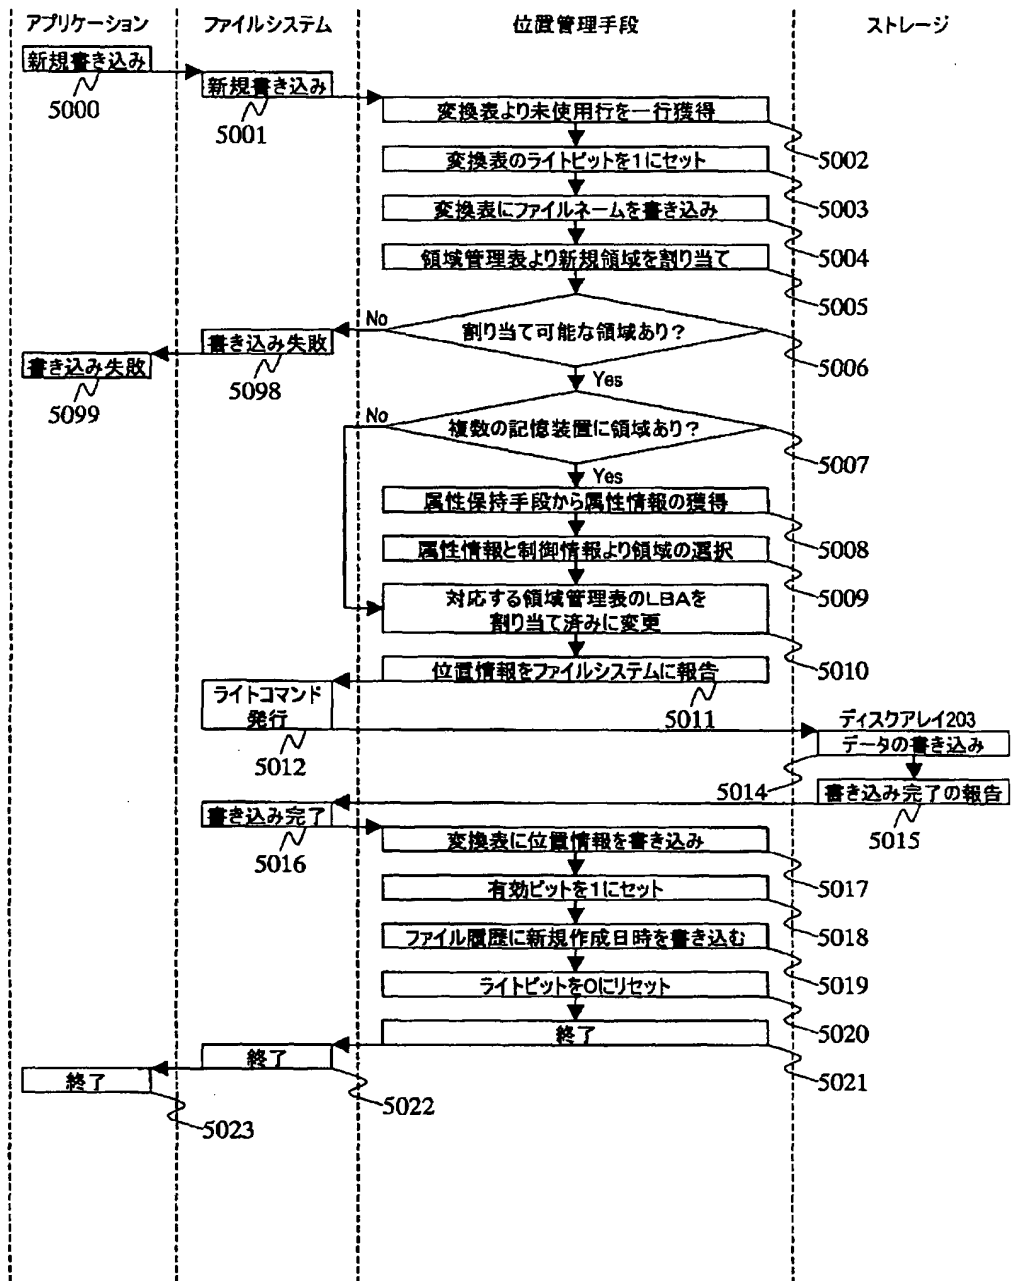 アプリケーション
ファイルシステム
位置管理手段
ストレージ
新規書き込み
5000
新規書き込み
5001
変換表より未使用行を一行獲得
5002
変換表のライトビットを1にセット
5003
変換表にファイルネームを書き込み
5004
領域管理表より新規領域を割り当て
5005
割り当て可能な領域あり?
5006
No
Yes
書き込み失敗
5098
書き込み失敗
5099
複数の記憶装置に領域あり?
5007
No
Yes
属性保持手段から属性情報の獲得
5008
属性情報と制御情報より領域の選択
5009
対応する領域管理表のLBAを
割り当て済みに変更
5010
位置情報をファイルシステムに報告
5011
ライトコマンド
発行
5012
ディスクアレイ203
データの書き込み
5014
書き込み完了の報告
5015
書き込み完了
5016
変換表に位置情報を書き込み
5017
有効ビットを1にセット
5018
ファイル履歴に新規作成日時を書き込む
5019
ライトビットを0にリセット
5020
終了
5021
終了
5022
終了
5023